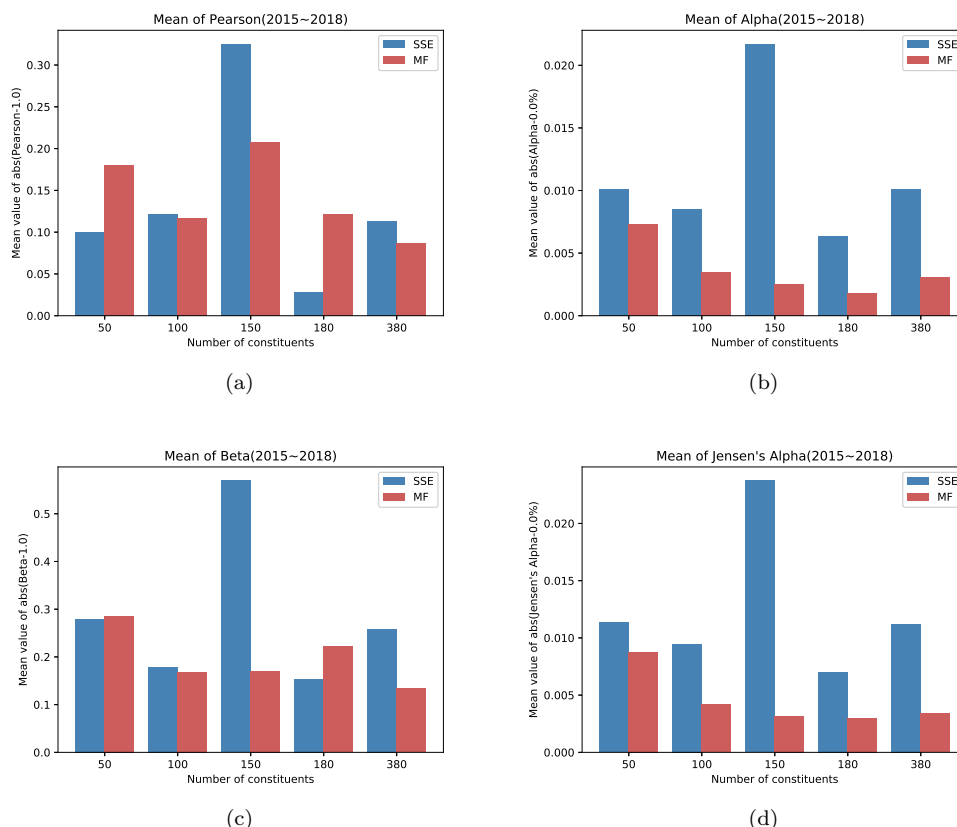 Mean of Pearson(2015~2018)
Mean value of abs(Pearson-1.0)
0.30
0.25
0.20
0.15
0.10
0.05
0.00
SSE
MF
50 100 150 180 380
Number of constituents
(a)
Mean of Alpha(2015~2018)
Mean value of abs(Alpha-0.0%)
0.020
0.015
0.010
0.005
0.000
SSE
MF
50 100 150 180 380
Number of constituents
(b)
Mean of Beta(2015~2018)
Mean value of abs(Beta-1.0)
0.5
0.4
0.3
0.2
0.1
0.0
SSE
MF
50 100 150 180 380
Number of constituents
(c)
Mean of Jensen's Alpha(2015~2018)
Mean value of abs(Jensen's Alpha-0.0%)
0.020
0.015
0.010
0.005
0.000
SSE
MF
50 100 150 180 380
Number of constituents
(d)